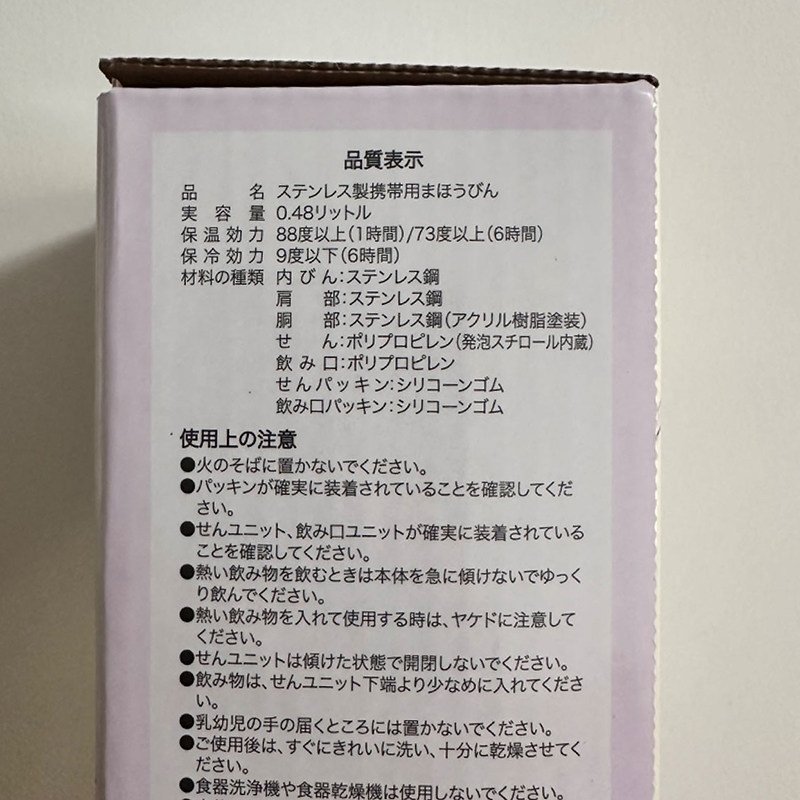 品質表示
品名 ステンレス製携帯用まほうびん
実容量 0.48リットル
保温効力 88度以上(1時間)/73度以上(6時間)
保冷効力 9度以下(6時間)
材料の種類 内びん:ステンレス鋼
肩部:ステンレス鋼
胴部:ステンレス鋼(アクリル樹脂塗装)
せん:ポリプロピレン(発泡スチロール内蔵)
飲み口:ポリプロピレン
せんパッキン:シリコーンゴム
飲み口パッキン:シリコーンゴム
使用上の注意
●火のそばに置かないでください。
●パッキンが確実に装着されていることを確認してくだ
さい。
●せんユニット、飲み口ユニットが確実に装着されている
ことを確認してください。
●熱い飲み物を飲むときは本体を急に傾けないでゆっく
り飲んでください。
●熱い飲み物を入れて使用する時は、ヤケドに注意して
ください。
●せんユニットは傾けた状態で開閉しないでください。
●飲み物は、せんユニット下端より少なめに入れてくださ
い。
●乳幼児の手の届くところには置かないでください。
●ご使用後は、すぐにきれいに洗い、十分に乾燥させてく
ださい。
●食器洗浄機や食器乾燥機は使用しないでください。